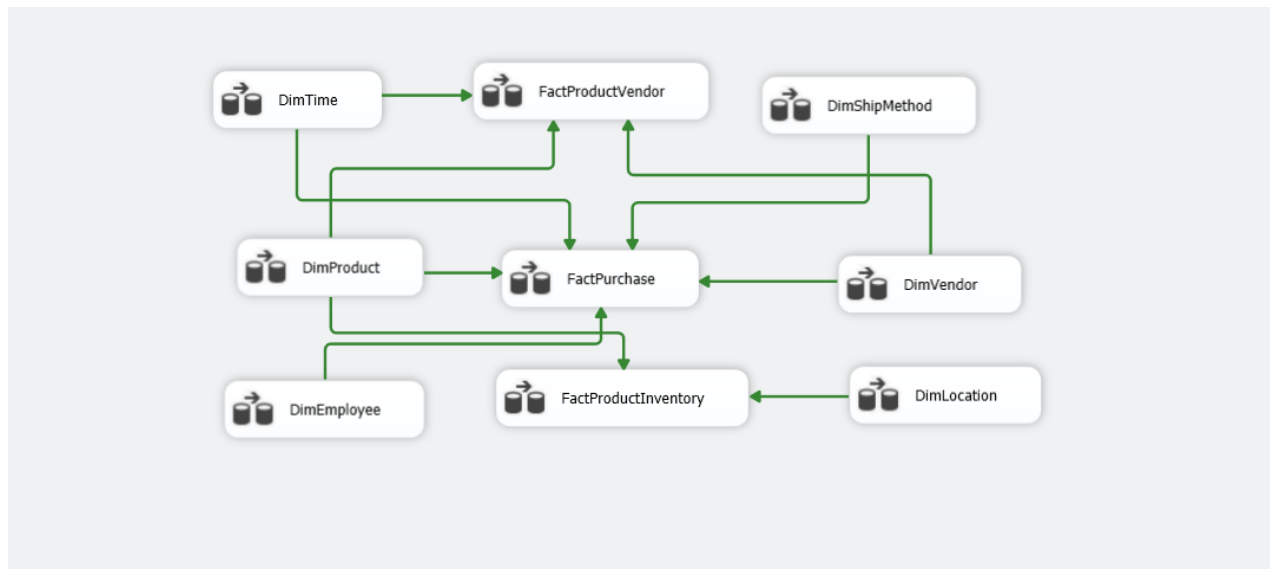 DimTime
FactProductVendor
DimShipMethod
DimProduct
FactPurchase
DimVendor
DimEmployee
FactProductInventory
DimLocation